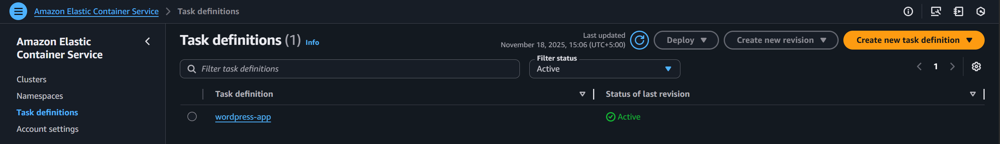 Amazon Elastic Container Service > Task definitions
Amazon Elastic
Container Service
Clusters
Namespaces
Task definitions
Account settings
Task definitions (1) Info
Last updated
November 18, 2025, 15:06 (UTC+5:00)
Deploy
Create new revision
Create new task definition
Filter task definitions
Filter status
Active
1
Task definition
Status of last revision
wordpress-app
Active